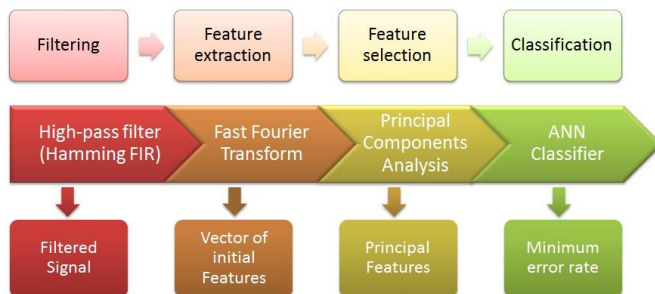 Filtering
Feature
extraction
Feature
selection
Classification
High-pass filter
(Hamming FIR)
Fast Fourier
Transform
Principal
Components
Analysis
ANN
Classifier
Filtered
Signal
Vector of
initial
Features
Principal
Features
Minimum
error rate